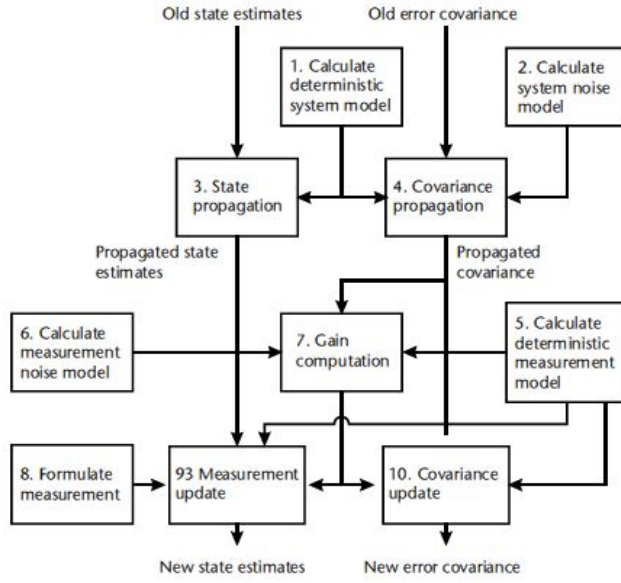 Old state estimates
Old error covariance
1. Calculate
deterministic
system model
2. Calculate
system noise
model
3. State
propagation
4. Covariance
propagation
Propagated state
estimates
Propagated
covariance
6. Calculate
measurement
noise model
7. Gain
computation
5. Calculate
deterministic
measurement
model
8. Formulate
measurement
93 Measurement
update
10. Covariance
update
New state estimates
New error covariance